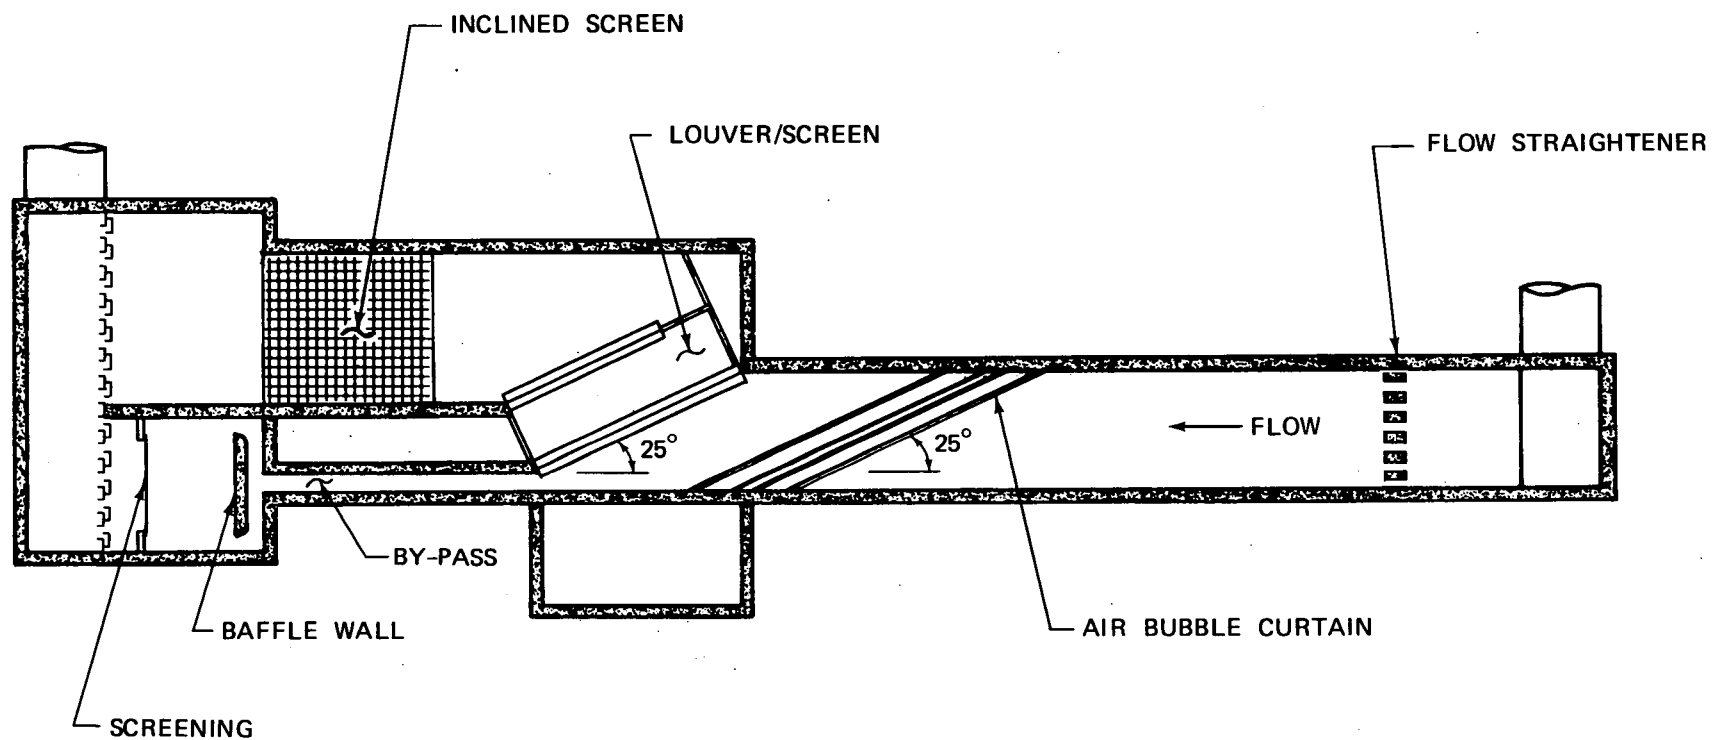 INCLINED SCREEN
LOUVER/SCREEN
FLOW STRAIGHTENER
25°
25°
FLOW
BY-PASS
BAFFLE WALL
AIR BUBBLE CURTAIN
SCREENING